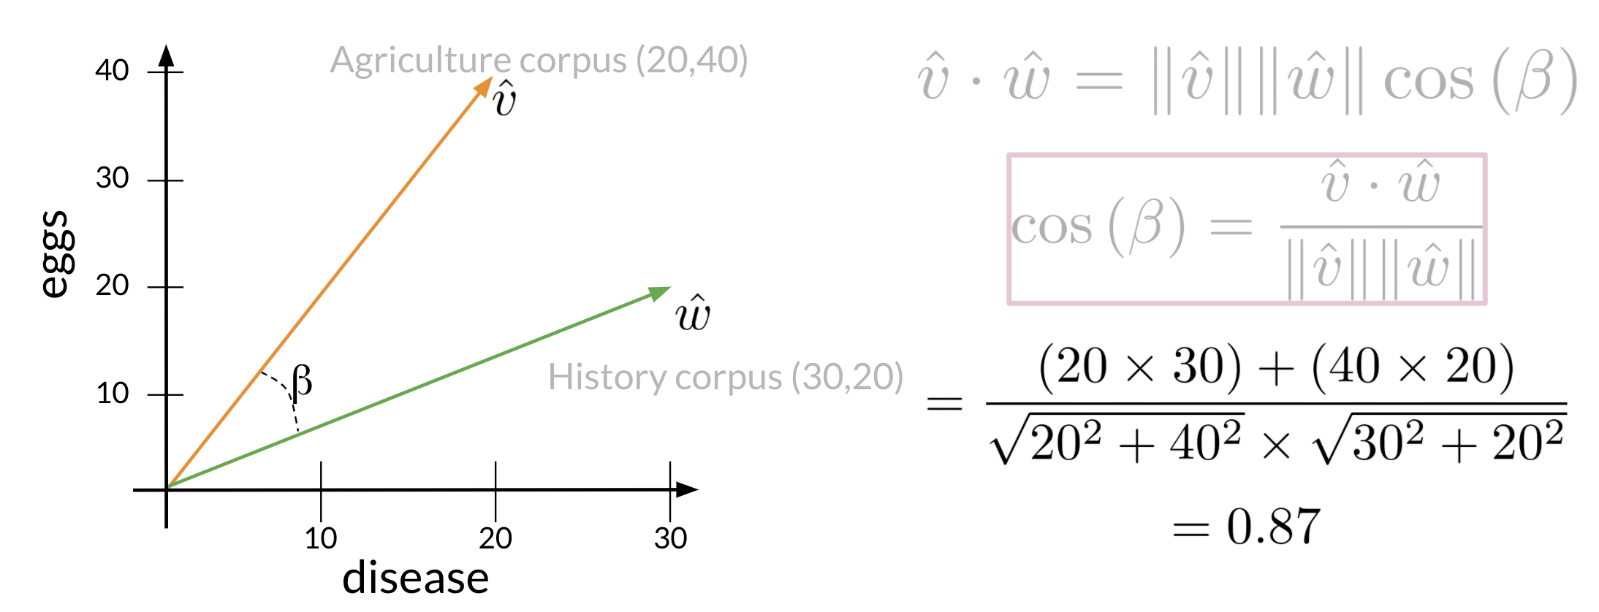 Agriculture corpus (20,40)
v̂
40
30
20
10
eggs
β
ŵ
History corpus (30,20)
10 20 30
disease
v̂ · ŵ = ||v̂|| ||ŵ|| cos (β)
cos (β) = v̂ · ŵ / ||v̂|| ||ŵ||
= (20 × 30) + (40 × 20) / √20² + 40² × √30² + 20²
= 0.87